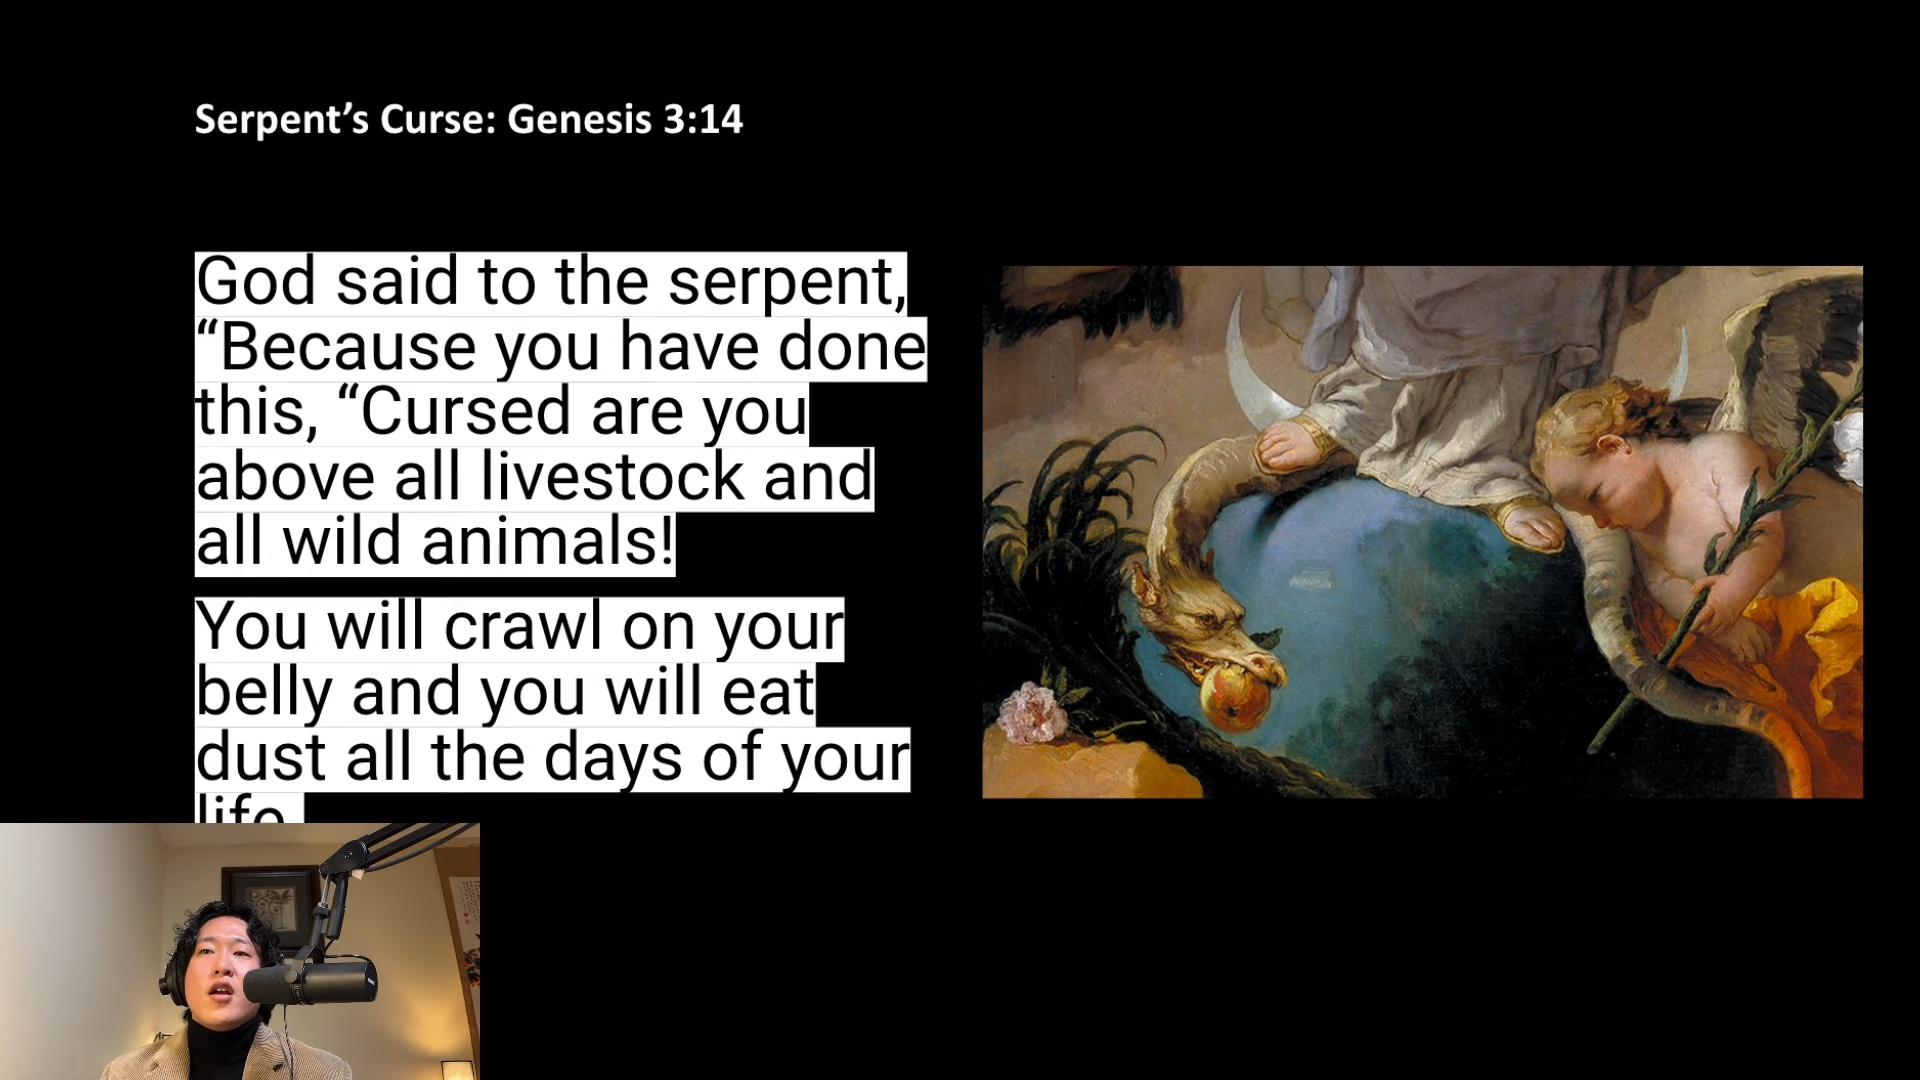 Serpent’s Curse: Genesis 3:14
God said to the serpent,
“Because you have done
this, “Cursed are you
above all livestock and
all wild animals!
You will crawl on your
belly and you will eat
dust all the days of your
life.